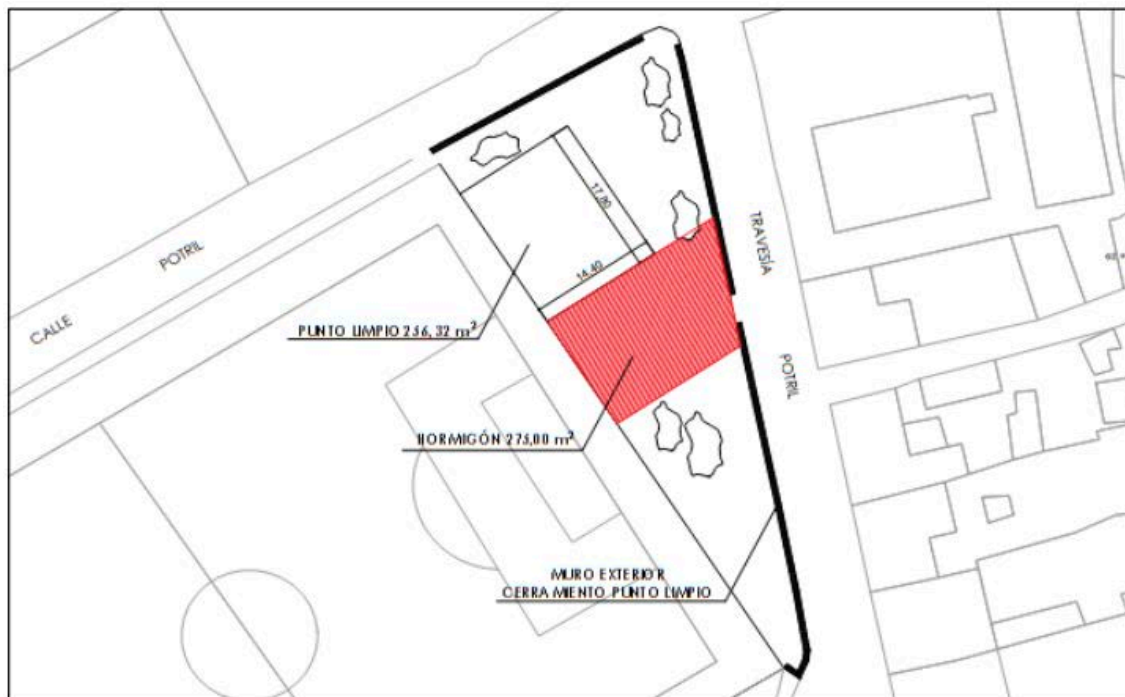 17,80
TRAVESÍA
CALLE POTRIL
14,40
PUNTO LIMPIO 256,32 m²
POTRIL
HORMIGÓN 275,00 m²
MURO EXTERIOR
CERRAMIENTO PUNTO LIMPIO